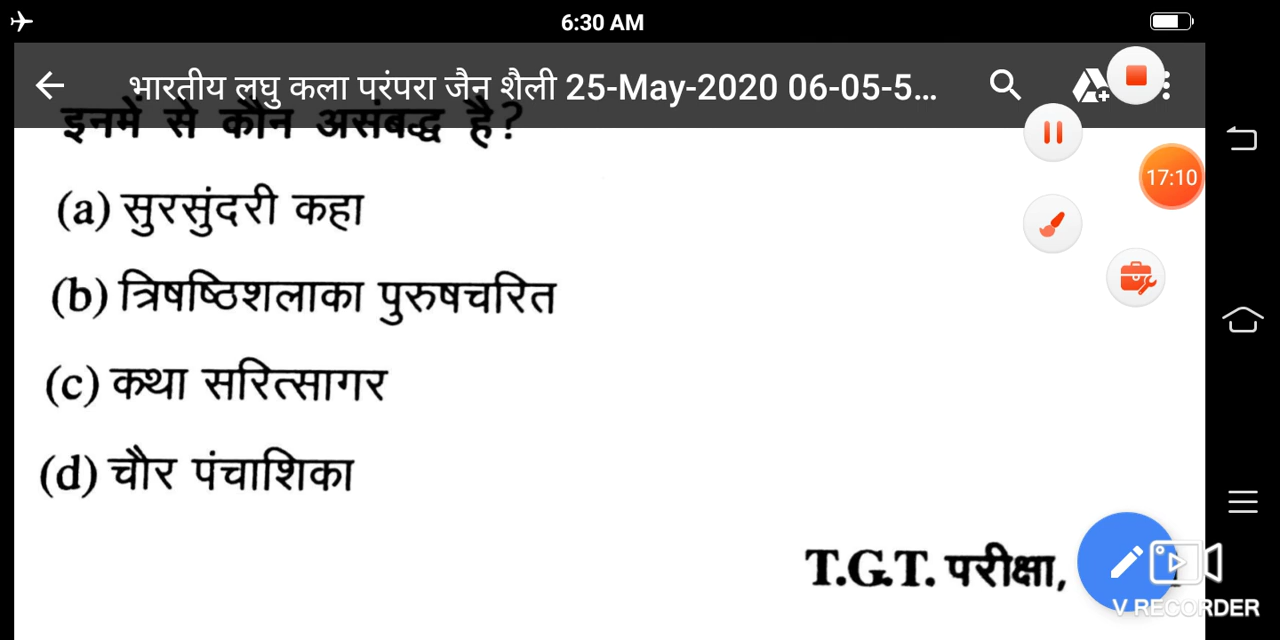 6:30 AM
भारतीय लघु कला परंपरा जैन शैली 25-May-2020 06-05-5...
इनमें से कौन असंबद्ध है?
17:10
(a) सुरसुंदरी कहा
(b) त्रिषष्ठिशलाका पुरुषचरित
(c) कथा सरित्सागर
(d) चौर पंचाशिका
T.G.T. परीक्षा,
V RECORDER